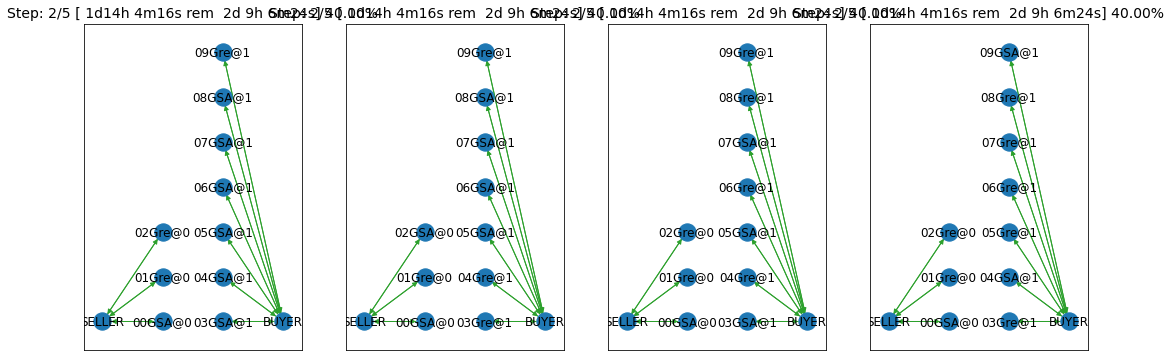 Step: 2/5 [ 1d14h 4m16s rem  2d 9h 6m24s] 40.00%
09Gre@1
08GSA@1
07GSA@1
06GSA@1
02Gre@0 05GSA@1
01Gre@0 04GSA@1
SELLER 00GSA@0 03GSA@1 BUYER
Step: 2/5 [ 1d14h 4m16s rem  2d 9h 6m24s] 40.00%
09Gre@1
08GSA@1
07GSA@1
06GSA@1
02GSA@0 05GSA@1
01Gre@0 04Gre@1
SELLER 00GSA@0 03Gre@1 BUYER
Step: 2/5 [ 1d14h 4m16s rem  2d 9h 6m24s] 40.00%
09Gre@1
08Gre@1
07GSA@1
06Gre@1
02Gre@0 05GSA@1
01Gre@0 04Gre@1
SELLER 00GSA@0 03GSA@1 BUYER
Step: 2/5 [ 1d14h 4m16s rem  2d 9h 6m24s] 40.00%
09GSA@1
08Gre@1
07Gre@1
06Gre@1
02Gre@0 05Gre@1
01Gre@0 04GSA@1
SELLER 00GSA@0 03Gre@1 BUYER